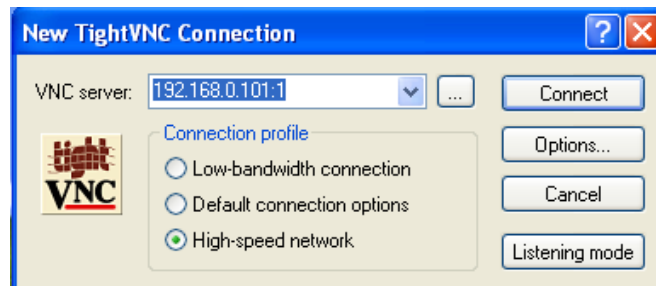 New TightVNC Connection
VNC server: 192.168.0.101:1 ... Connect
Connection profile
Low-bandwidth connection
Default connection options
High-speed network
Options...
Cancel
Listening mode
tight
VNC